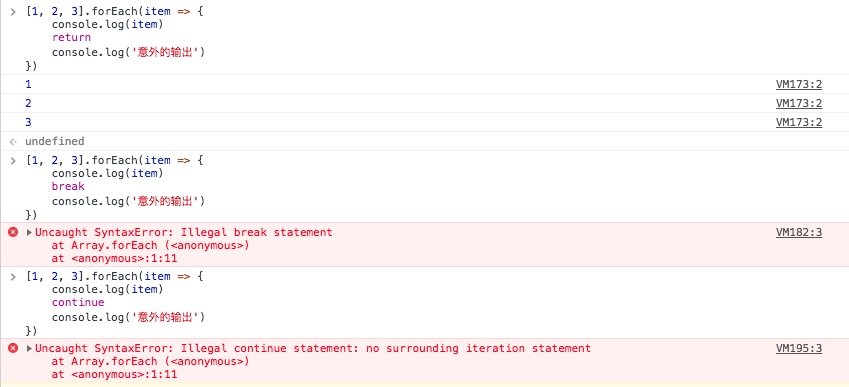 > [1, 2, 3].forEach(item => {
console.log(item)
return
console.log('意外的输出')
})
1 VM173:2
2 VM173:2
3 VM173:2
undefined
> [1, 2, 3].forEach(item => {
console.log(item)
break
console.log('意外的输出')
})
Uncaught SyntaxError: Illegal break statement VM182:3
at Array.forEach (<anonymous>)
at <anonymous>:1:11
> [1, 2, 3].forEach(item => {
console.log(item)
continue
console.log('意外的输出')
})
Uncaught SyntaxError: Illegal continue statement: no surrounding iteration statement VM195:3
at Array.forEach (<anonymous>)
at <anonymous>:1:11